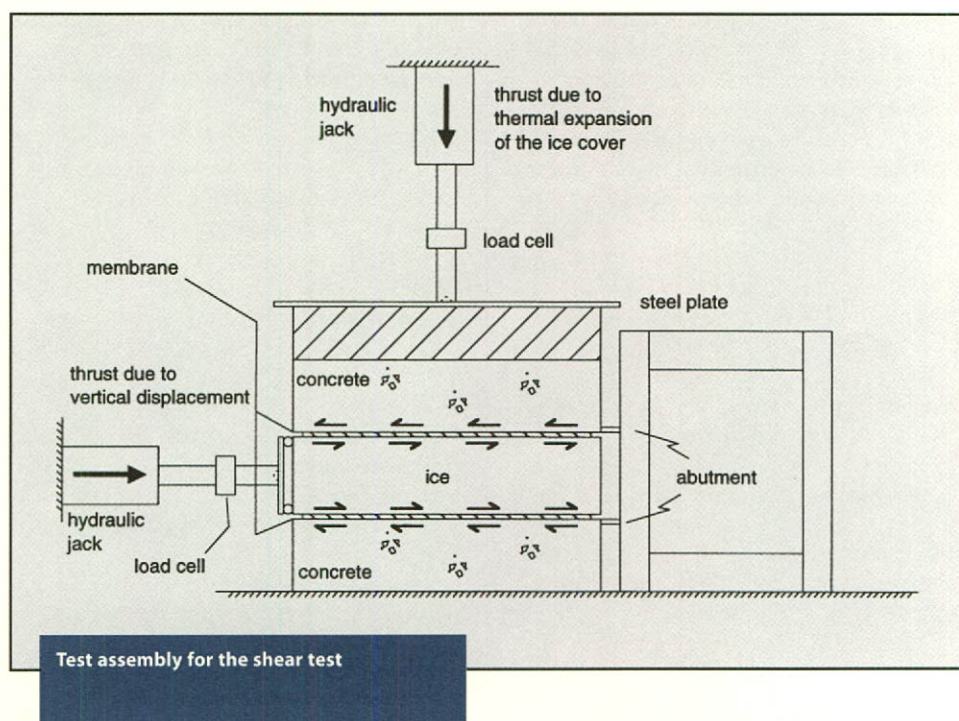 hydraulic
jack
thrust due to
thermal expansion
of the ice cover
load cell
membrane
steel plate
thrust due to
vertical displacement
concrete
ice
abutment
hydraulic
jack
load cell
concrete
Test assembly for the shear test